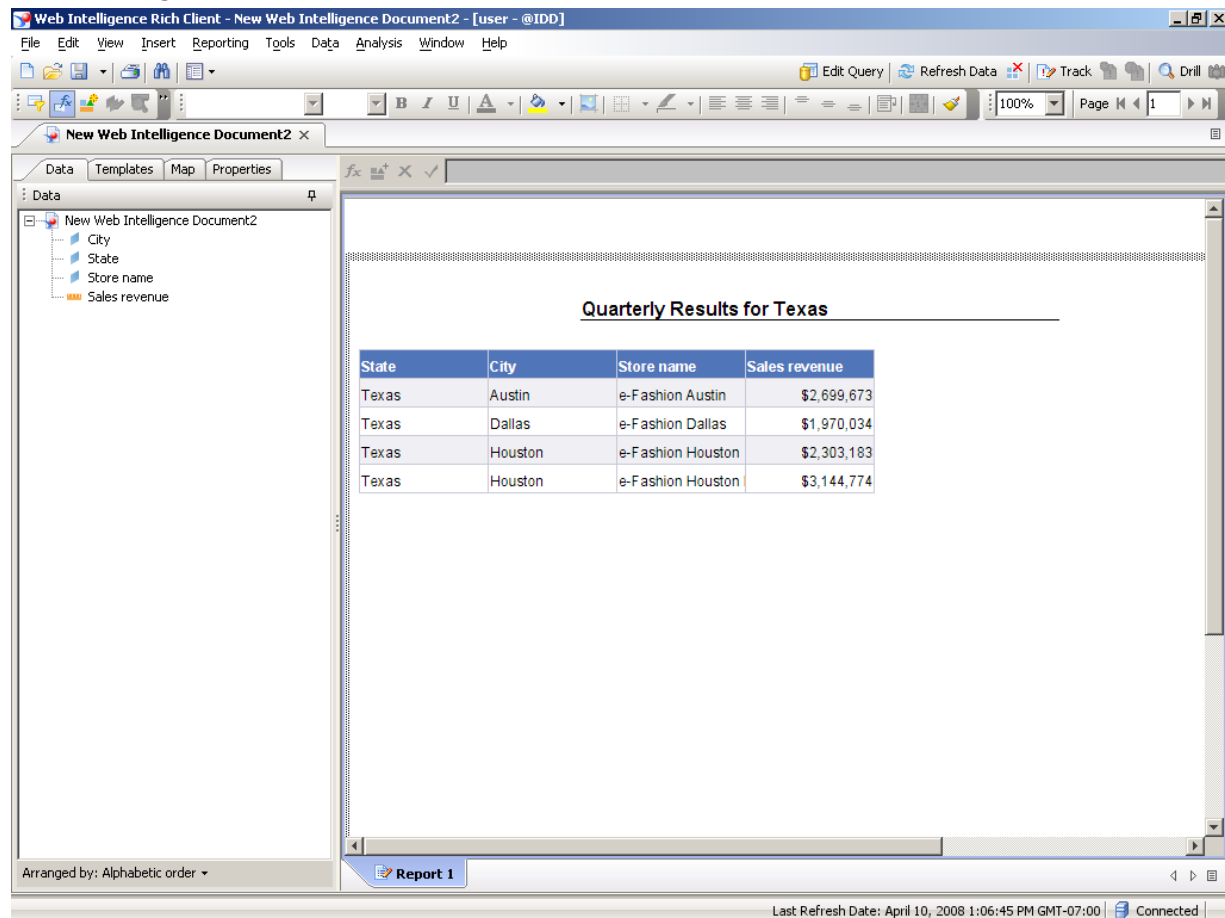 Web Intelligence Rich Client - New Web Intelligence Document2 - [user - @IDD]
File Edit View Insert Reporting Tools Data Analysis Window Help
Edit Query Refresh Data Track Drill
B I U A 100% Page 1
New Web Intelligence Document2
Data Templates Map Properties
fx
Data
New Web Intelligence Document2
City
State
Store name
Sales revenue
Quarterly Results for Texas
State City Store name Sales revenue
Texas Austin e-Fashion Austin $2,699,673
Texas Dallas e-Fashion Dallas $1,970,034
Texas Houston e-Fashion Houston $2,303,183
Texas Houston e-Fashion Houston $3,144,774
Arranged by: Alphabetic order
Report 1
Last Refresh Date: April 10, 2008 1:06:45 PM GMT-07:00 Connected